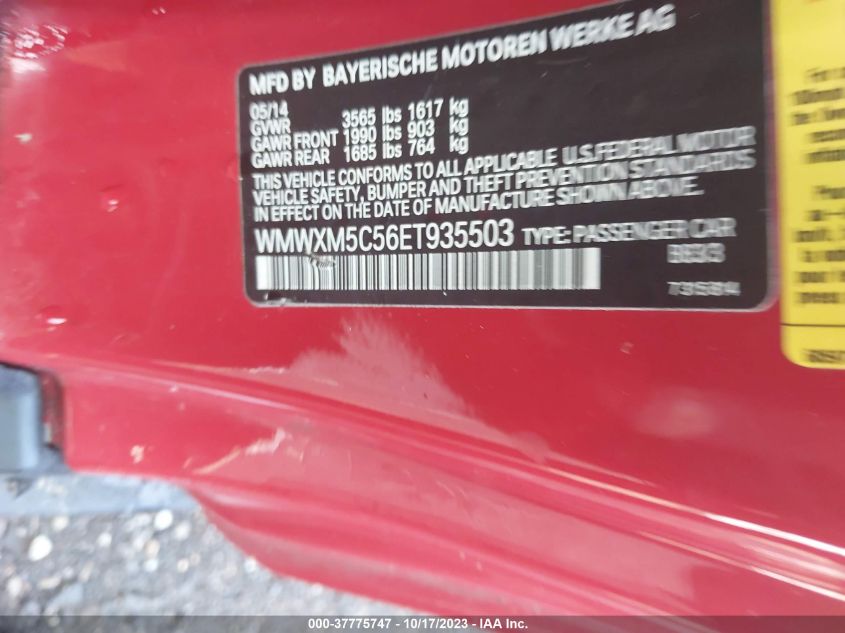 MFD BY BAYERISCHE MOTOREN WERKE AG
05/14
GVWR 3565 lbs 1617 kg
GAWR FRONT 1990 lbs 903 kg
GAWR REAR 1685 lbs 764 kg
THIS VEHICLE CONFORMS TO ALL APPLICABLE U.S.FEDERAL MOTOR
VEHICLE SAFETY, BUMPER AND THEFT PREVENTION STANDARDS
IN EFFECT ON THE DATE OF MANUFACTURE SHOWN ABOVE.
WMWXM5C56ET935503 TYPE: PASSENGER CAR
000-37775747 - 10/17/2023 - IAA Inc.